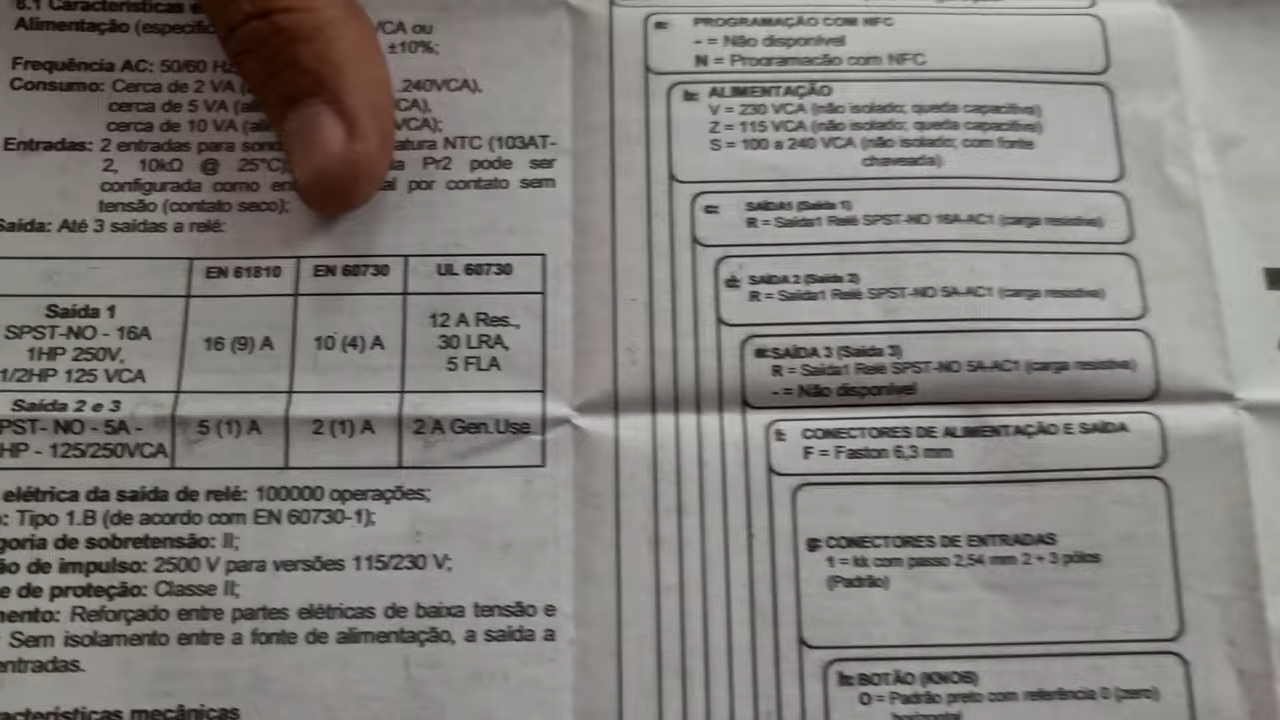 8.1 Características
Alimentação
VCA ou
±10%;
Frequência AC: 50/60 Hz
Consumo: Cerca de 2 VA
240VCA),
cerca de 5 VA
CA),
cerca de 10 VA
VCA);
Entradas: 2 entradas para
NTC (103AT-
2, 10kΩ @ 25°C)
Pr2 pode ser
configurada como
por contato sem
tensão (contato seco);
Saída: Até 3 saídas a relé:
EN 61810 EN 60730 UL 60730
Saída 1
SPST-NO - 16A
1HP 250V,
1/2HP 125 VCA
16 (9) A
10 (4) A
12 A Res.,
30 LRA,
5 FLA
Saída 2 e 3
PST- NO - 5A -
HP - 125/250VCA
5 (1) A
2 (1) A
2 A Gen.Use
elétrica da saída de relé: 100000 operações;
: Tipo 1.B (de acordo com EN 60730-1);
goria de sobretensão: II;
ão de impulso: 2500 V para versões 115/230 V;
e de proteção: Classe II;
mento: Reforçado entre partes elétricas de baixa tensão e
Sem isolamento entre a fonte de alimentação, a saída a
entradas.
racterísticas mecânicas
PROGRAMAÇÃO COM NFC
- = Não disponível
N = Programação com NFC
b: ALIMENTAÇÃO
V = 230 VCA (não isolado; queda capacitiva)
Z = 115 VCA (não isolado; queda capacitiva)
S = 100 a 240 VCA (não isolado; com fonte
chaveada)
c: SAÍDA1 (Saída 1)
R = Saída1 Relé SPST-NO 16A-AC1 (carga resistiva)
d: SAÍDA 2 (Saída 2)
R = Saída1 Relé SPST-NO 5A-AC1 (carga resistiva)
e: SAÍDA 3 (Saída 3)
R = Saída1 Relé SPST-NO 5A-AC1 (carga resistiva)
- = Não disponível
f: CONECTORES DE ALIMENTAÇÃO E SAÍDA
F = Faston 6,3 mm
g: CONECTORES DE ENTRADAS
1 = kk com passo 2,54 mm 2 + 3 pólos
(Padrão)
h: BOTÃO (KNOB)
0 = Padrão preto com referência 0 (zero)
horizontal